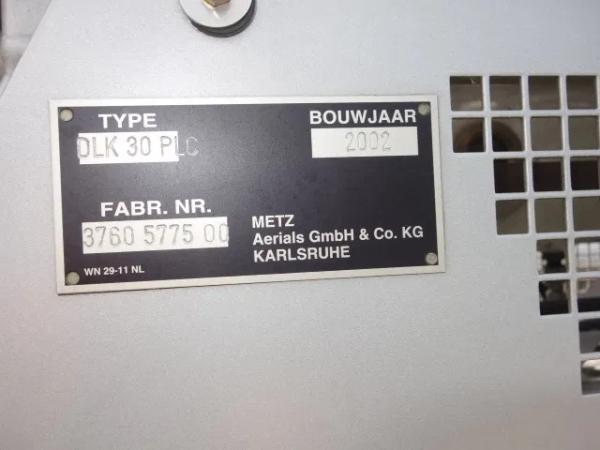 TYPE
DLK 30 PLC
BOUWJAAR
2002
FABR. NR.
3760 5775 00
METZ
Aerials GmbH & Co. KG
KARLSRUHE
WN 29-11 NL